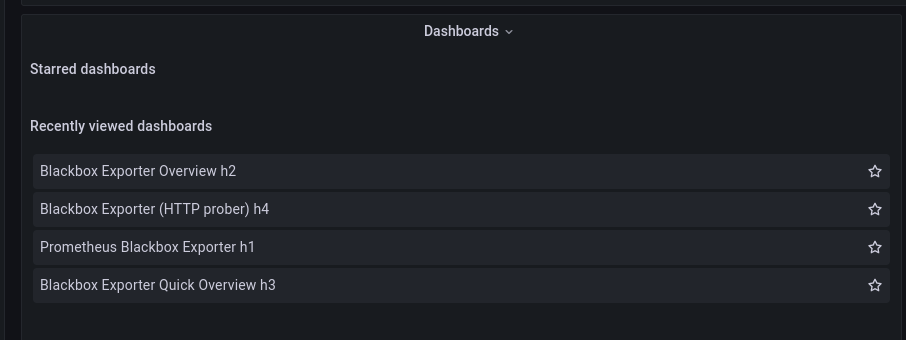 Dashboards
Starred dashboards
Recently viewed dashboards
Blackbox Exporter Overview h2
Blackbox Exporter (HTTP prober) h4
Prometheus Blackbox Exporter h1
Blackbox Exporter Quick Overview h3